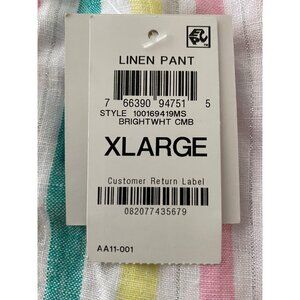 LINEN PANT
7 66390 94751 5
STYLE 100169419MS
BRIGHTWHT CMB
XLARGE
Customer Return Label
082077435679
AA11-001